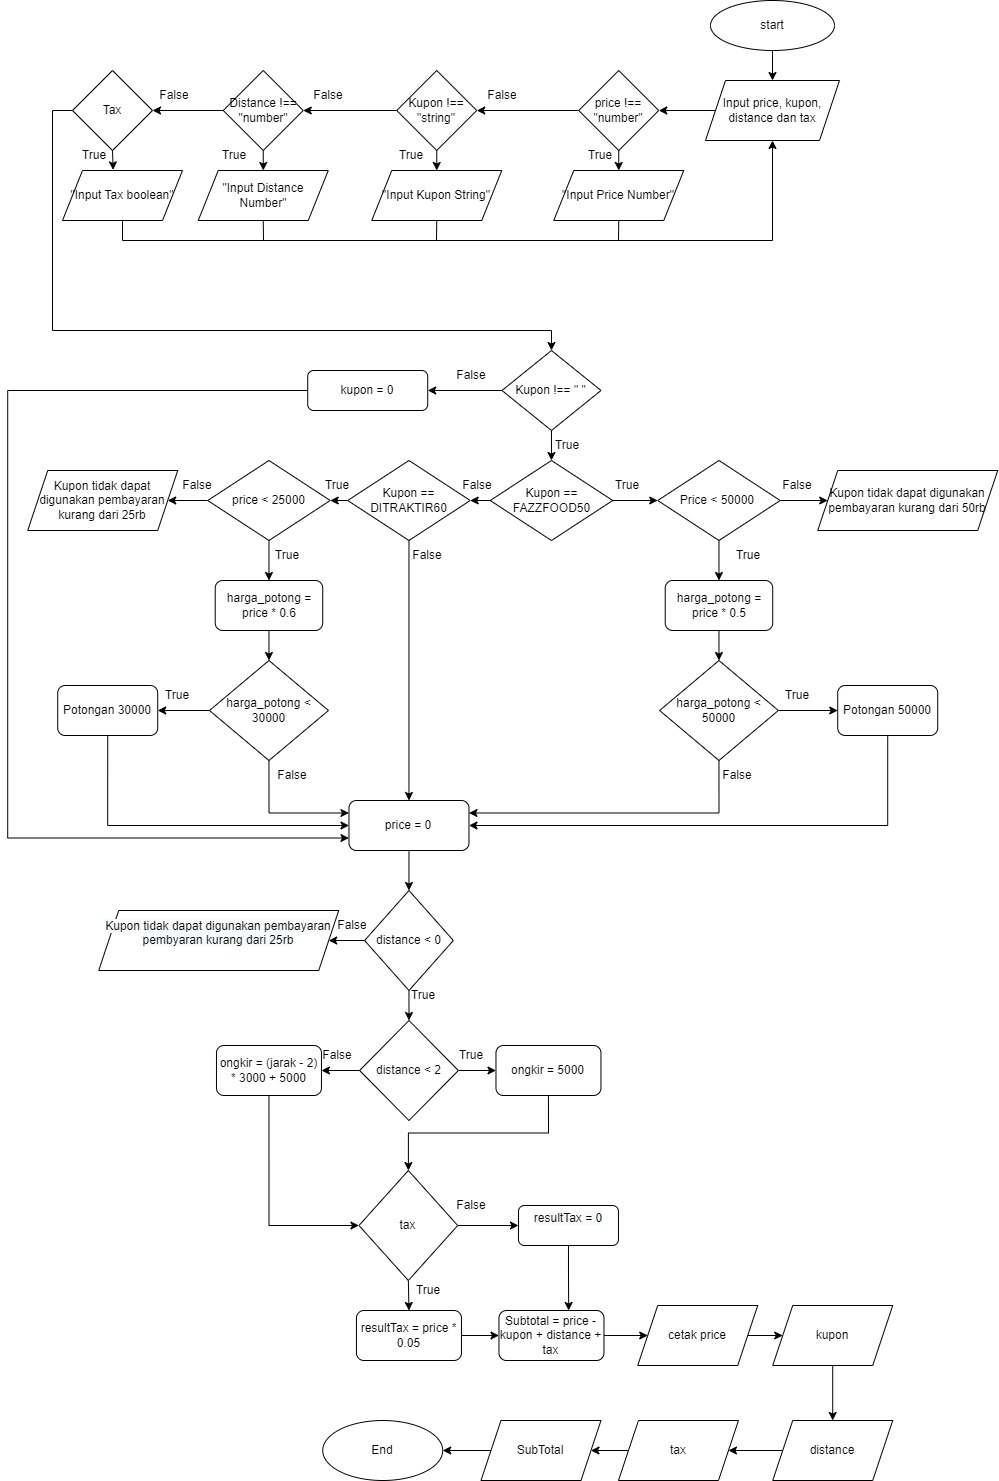 start
Input price, kupon,
distance dan tax
price !==
"number"
False
Kupon !==
"string"
False
Distance !==
"number"
False
Tax
True
True
True
True
"Input Tax boolean"
"Input Distance
Number"
"Input Kupon String"
"Input Price Number"
Kupon !== " "
False
kupon = 0
True
Kupon ==
FAZZFOOD50
False
Kupon ==
DITRAKTIR60
True
price < 25000
False
Kupon tidak dapat
digunakan pembayaran
kurang dari 25rb
True
Price < 50000
False
Kupon tidak dapat digunakan
pembayaran kurang dari 50rb
True
False
True
harga_potong =
price * 0.6
harga_potong =
price * 0.5
harga_potong <
30000
True
Potongan 30000
False
harga_potong <
50000
True
Potongan 50000
False
price = 0
distance < 0
False
Kupon tidak dapat digunakan pembayaran
pembyaran kurang dari 25rb
True
distance < 2
False
ongkir = (jarak - 2)
* 3000 + 5000
True
ongkir = 5000
tax
False
resultTax = 0
True
resultTax = price *
0.05
Subtotal = price -
kupon + distance +
tax
cetak price
kupon
distance
tax
SubTotal
End